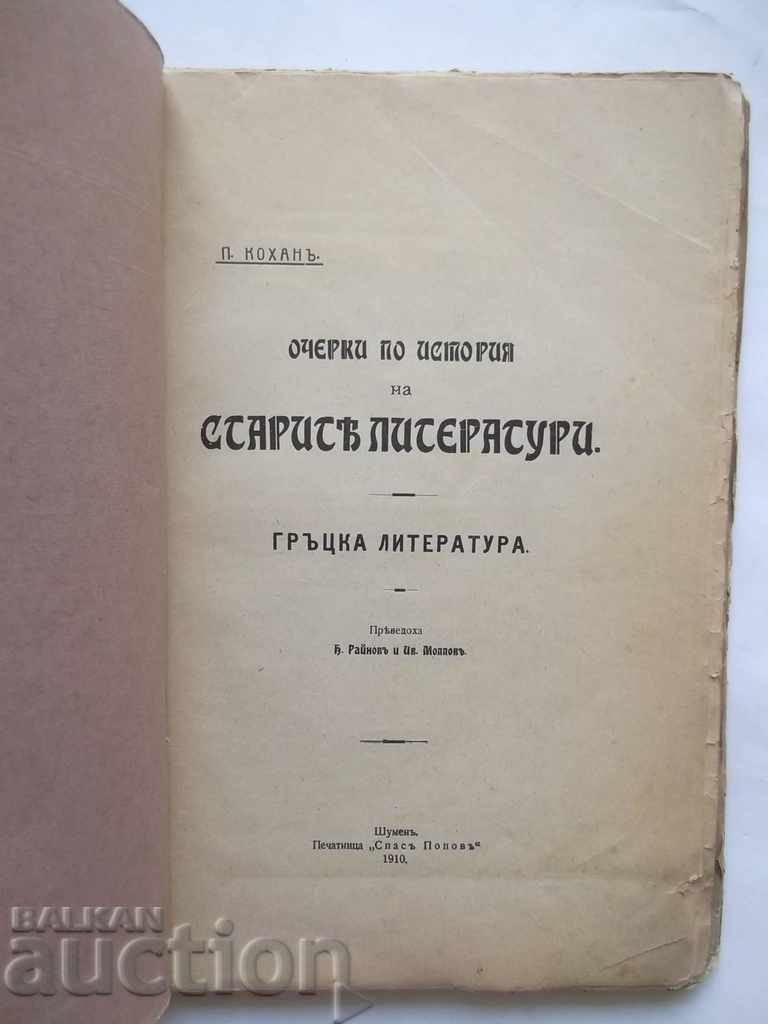 П. КОХАНЪ.
ОЧЕРКИ ПО ИСТОРИЯ
на
СТАРИТѢ ЛИТЕРАТУРИ.
ГРЪЦКА ЛИТЕРАТУРА.
Прѣведоха
Райновъ и Ив. Моллов.
Шуменъ.
Печатница „Спасъ Поповъ“
1910.
BALKAN
auction